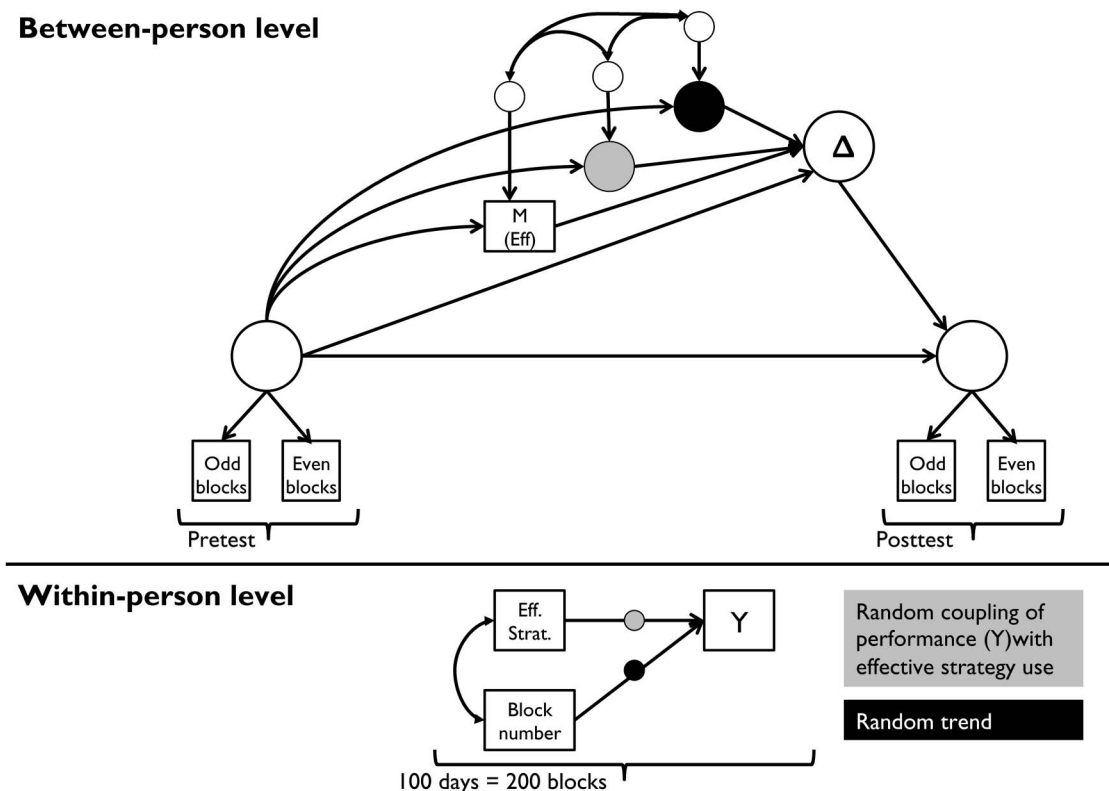 Between-person level
Δ
M
(Eff)
Odd
blocks
Even
blocks
Odd
blocks
Even
blocks
Pretest
Posttest
Within-person level
Eff.
Strat.
Y
Block
number
100 days = 200 blocks
Random coupling of
performance (Y)with
effective strategy use
Random trend